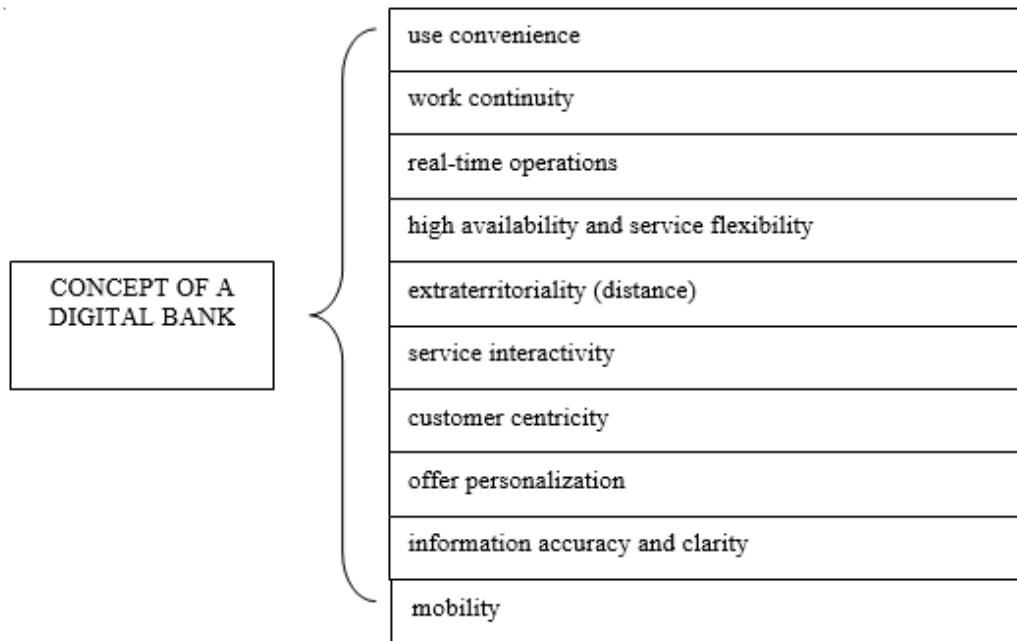 CONCEPT OF A
DIGITAL BANK
use convenience
work continuity
real-time operations
high availability and service flexibility
extraterritoriality (distance)
service interactivity
customer centricity
offer personalization
information accuracy and clarity
mobility